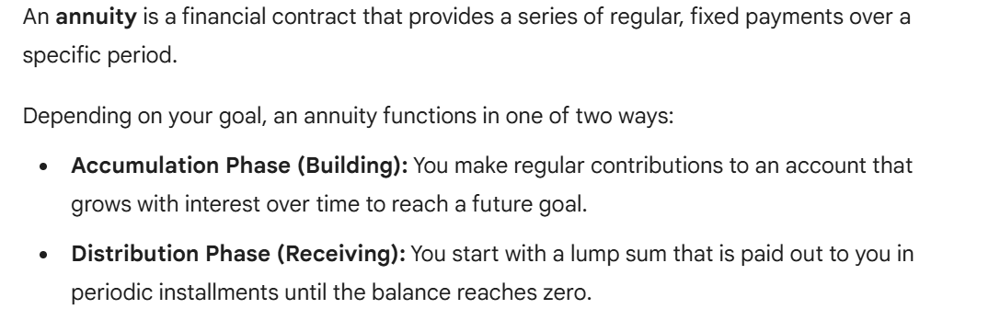 An annuity is a financial contract that provides a series of regular, fixed payments over a
specific period.
Depending on your goal, an annuity functions in one of two ways:
• Accumulation Phase (Building): You make regular contributions to an account that
grows with interest over time to reach a future goal.
• Distribution Phase (Receiving): You start with a lump sum that is paid out to you in
periodic installments until the balance reaches zero.